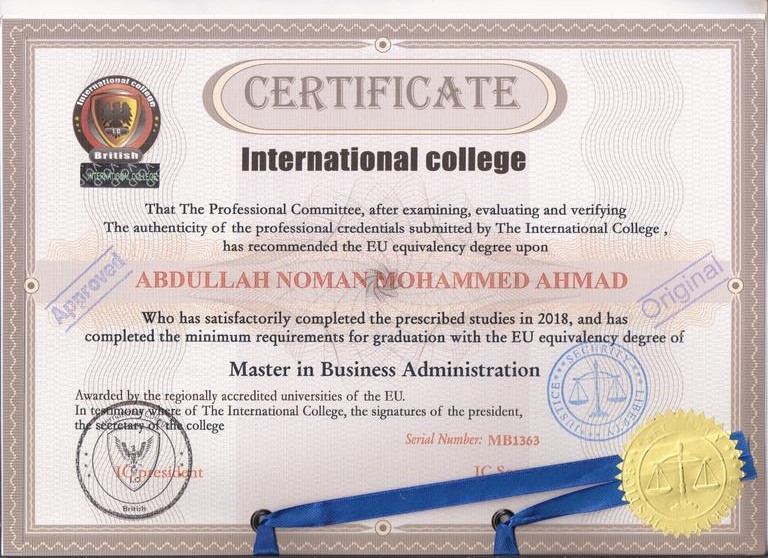 CERTIFICATE
International college
British
I.C
INTERNATIONAL COLLEGE
International college
That The Professional Committee, after examining, evaluating and verifying
The authenticity of the professional credentials submitted by The International College ,
has recommended the EU equivalency degree upon
Approved
ABDULLAH NOMAN MOHAMMED AHMAD
Original
Who has satisfactorily completed the prescribed studies in 2018, and has
completed the minimum requirements for graduation with the EU equivalency degree of
Master in Business Administration
SECURITY
JUSTICE
LIBERTY
Awarded by the regionally accredited universities of the EU.
In testimony where of The International College, the signatures of the president,
the secretary of the college
Serial Number: MB1363
IC president
I.C
British
IC